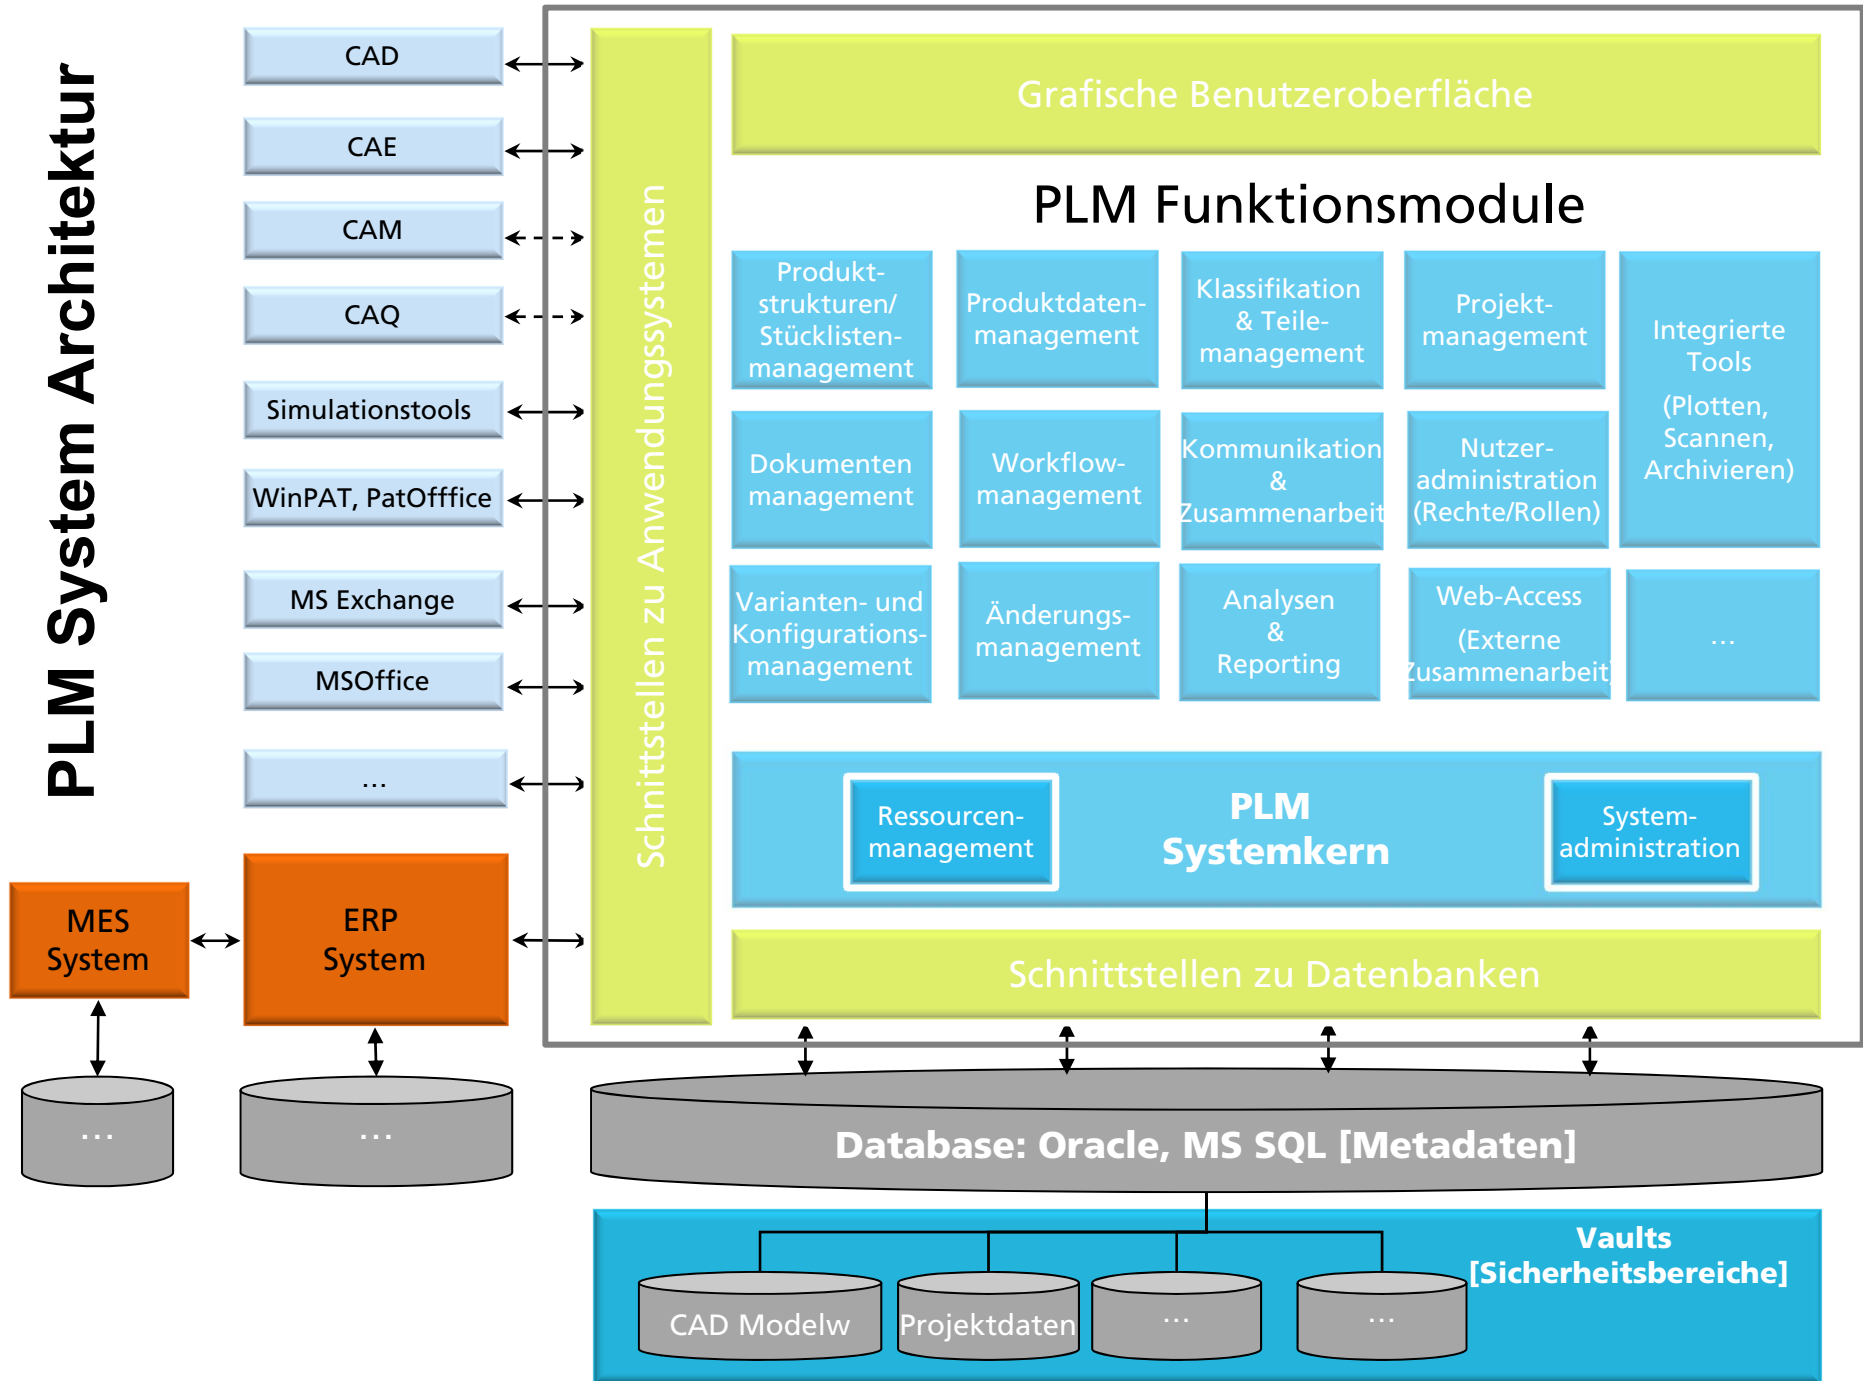 PLM System Architektur
CAD
CAE
CAM
CAQ
Simulationstools
WinPAT, PatOfffice
MS Exchange
MSOffice
...
MES
System
ERP
System
...
...
Schnittstellen zu Anwendungssystemen
Grafische Benutzeroberfläche
PLM Funktionsmodule
Produkt-
strukturen/
Stücklisten-
management
Produktdaten-
management
Klassifikation
& Teile-
management
Projekt-
management
Integrierte
Tools
(Plotten,
Scannen,
Archivieren)
Dokumenten
management
Workflow-
management
Kommunikation
&
Zusammenarbeit
Nutzer-
administration
(Rechte/Rollen)
Varianten- und
Konfigurations-
management
Änderungs-
management
Analysen
&
Reporting
Web-Access
(Externe
Zusammenarbeit)
...
Ressourcen-
management
PLM
Systemkern
System-
administration
Schnittstellen zu Datenbanken
Database: Oracle, MS SQL [Metadaten]
Vaults
[Sicherheitsbereiche]
CAD Modelw
Projektdaten
...
...